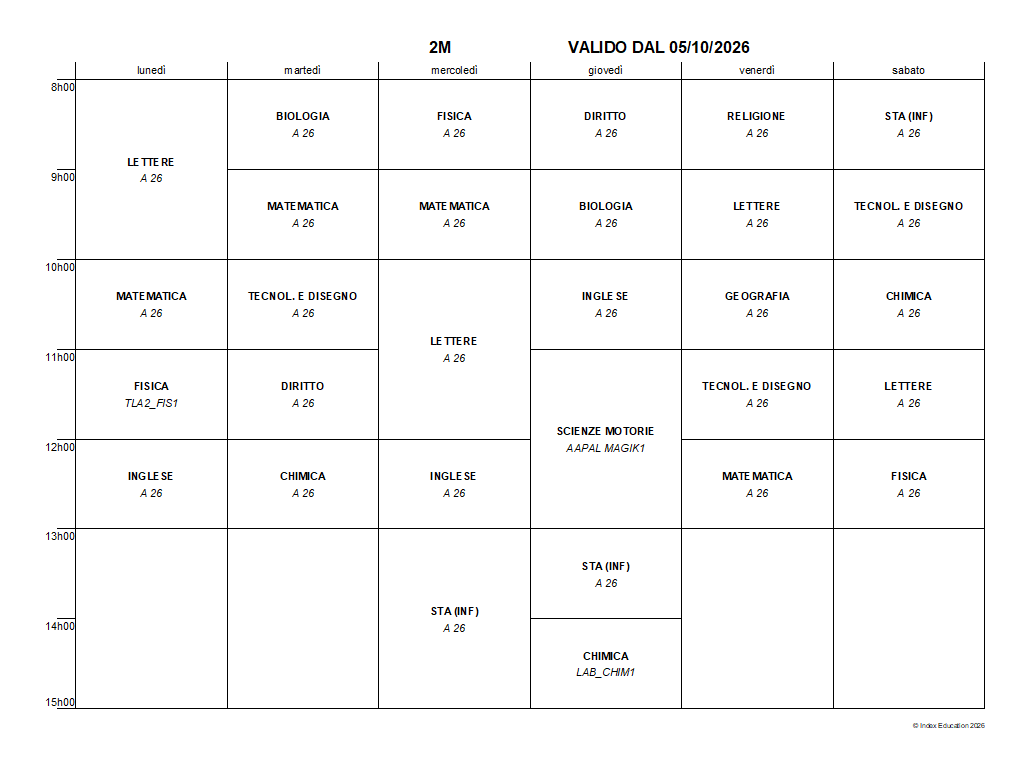 2M VALIDO DAL 05/10/2026
lunedì martedì mercoledì giovedì venerdì sabato
8h00
BIOLOGIA FISICA DIRITTO RELIGIONE STA (INF)
A 26 A 26 A 26 A 26 A 26
LETTERE
A 26
9h00
MATEMATICA MATEMATICA BIOLOGIA LETTERE TECNOL. E DISEGNO
A 26 A 26 A 26 A 26 A 26
10h00
MATEMATICA TECNOL. E DISEGNO INGLESE GEOGRAFIA CHIMICA
A 26 A 26 A 26 A 26 A 26
LETTERE
A 26
11h00
FISICA DIRITTO TECNOL. E DISEGNO LETTERE
TLA2_FIS1 A 26 A 26 A 26
SCIENZE MOTORIE
AAPAL MAGIK1
12h00
INGLESE CHIMICA INGLESE MATEMATICA FISICA
A 26 A 26 A 26 A 26 A 26
13h00
STA (INF)
A 26
STA (INF)
A 26
14h00
CHIMICA
LAB_CHIM1
15h00
© Index Education 2026